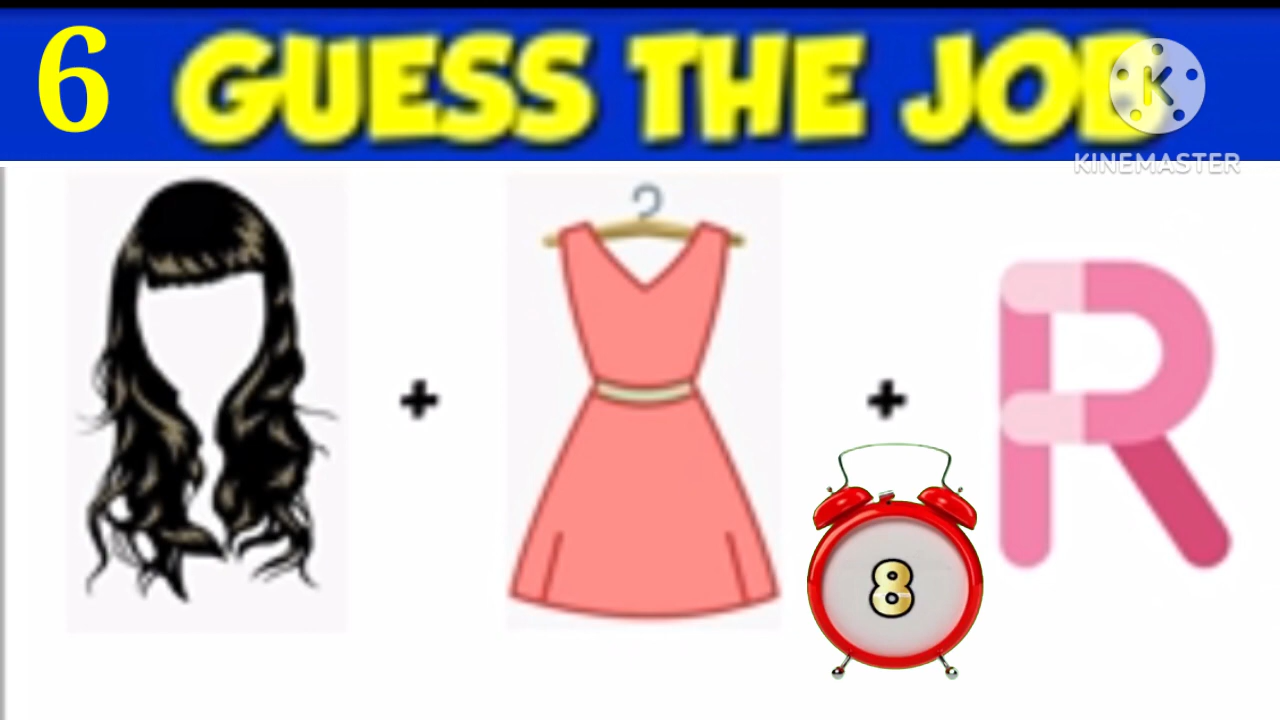 6 GUESS THE JOB
K
KINEMASTER
+ + R
8